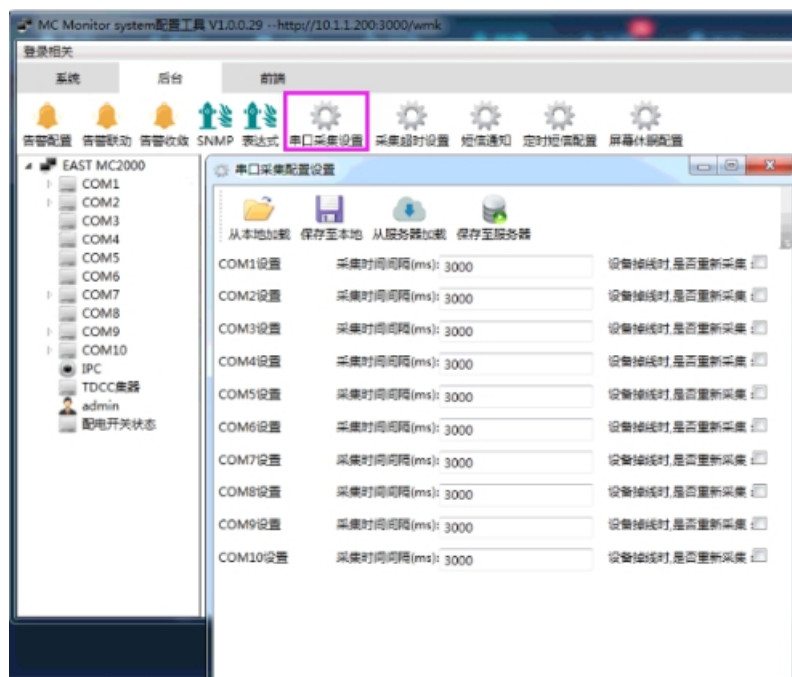 MC Monitor system配置工具 V1.0.0.29 --http://10.1.1.200:3000/wmk
登录相关
系统 后台 前端
告警配置 告警联动 告警收敛 SNMP 表达式 串口采集设置 采集超时设置 短信通知 定时短信配置 屏幕休眠配置
EAST MC2000
COM1
COM2
COM3
COM4
COM5
COM6
COM7
COM8
COM9
COM10
IPC
TDCC集器
admin
配电开关状态
串口采集配置设置
从本地加载 保存至本地 从服务器加载 保存至服务器
COM1设置 采集时间间隔(ms): 3000 设备掉线时,是否重新采集 :
COM2设置 采集时间间隔(ms): 3000 设备掉线时,是否重新采集 :
COM3设置 采集时间间隔(ms): 3000 设备掉线时,是否重新采集 :
COM4设置 采集时间间隔(ms): 3000 设备掉线时,是否重新采集 :
COM5设置 采集时间间隔(ms): 3000 设备掉线时,是否重新采集 :
COM6设置 采集时间间隔(ms): 3000 设备掉线时,是否重新采集 :
COM7设置 采集时间间隔(ms): 3000 设备掉线时,是否重新采集 :
COM8设置 采集时间间隔(ms): 3000 设备掉线时,是否重新采集 :
COM9设置 采集时间间隔(ms): 3000 设备掉线时,是否重新采集 :
COM10设置 采集时间间隔(ms): 3000 设备掉线时,是否重新采集 :